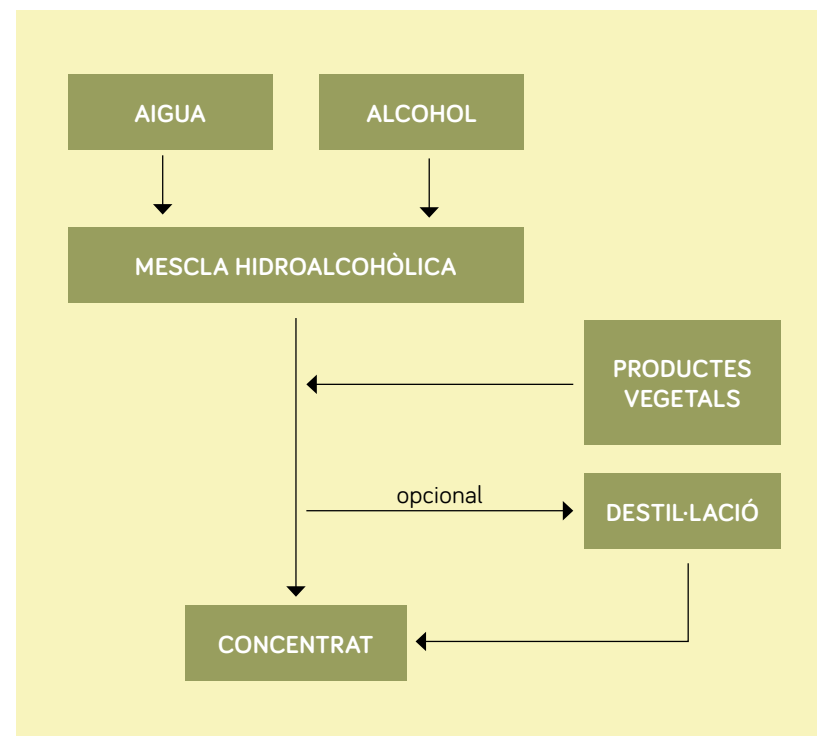 AIGUA
ALCOHOL
MESCLA HIDROALCOHÒLICA
PRODUCTES
VEGETALS
opcional
DESTIL·LACIÓ
CONCENTRAT